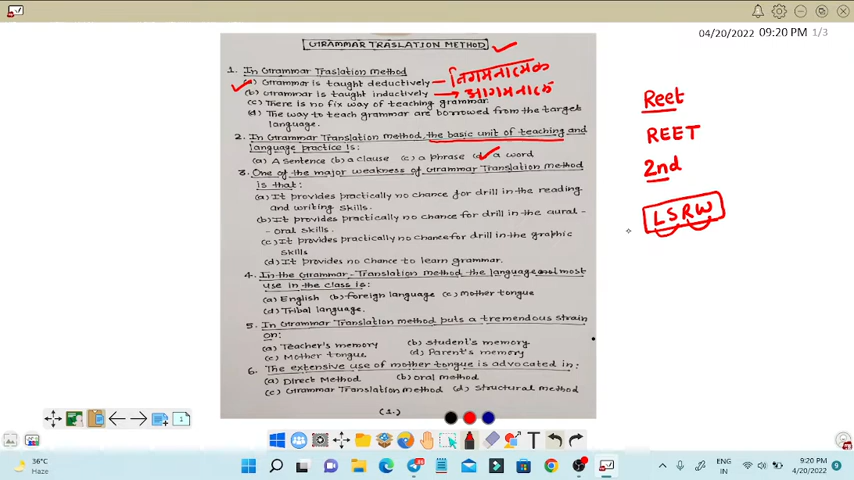 04/20/2022 09:20 PM 1/3
GRAMMAR TRASLATION METHOD
1. In Grammar Traslation Method
(a) Grammar is taught deductively — निगमनात्मक
(b) Grammar is taught inductively → आगमनात्मक
(c) There is no fix way of teaching grammar.
(d) The way to teach grammar are borrowed from the target
language.
2. In Grammar Translation Method, the basic unit of teaching and
language practice is:
(a) A sentence (b) a clause (c) a phrase (d) a word
3. One of the major weakness of Grammar Translation Method
is that:
(a) It provides practically no chance for drill in the reading
and writing skills.
(b) It provides practically no chance for drill in the aural-
-oral skills.
(c) It provides practically no chance for drill in the graphic
skills
(d) It provides no chance to learn grammar.
4. In the Grammar-Translation Method the language most
use in the class is:
(a) English (b) foreign language (c) Mother tongue
(d) Tribal language.
5. In Grammar Translation Method puts a tremendous strain
on:
(a) Teacher's memory (b) Student's memory
(c) Mother tongue (d) Parent's memory
6. The extensive use of mother tongue is advocated in:
(a) Direct Method (b) oral method
(c) Grammar Translation Method (d) Structural method
(1.)
Reet
REET
2nd
LSRW
1
T
36°C
Haze
ENG
IN
9:20 PM
4/20/2022
9